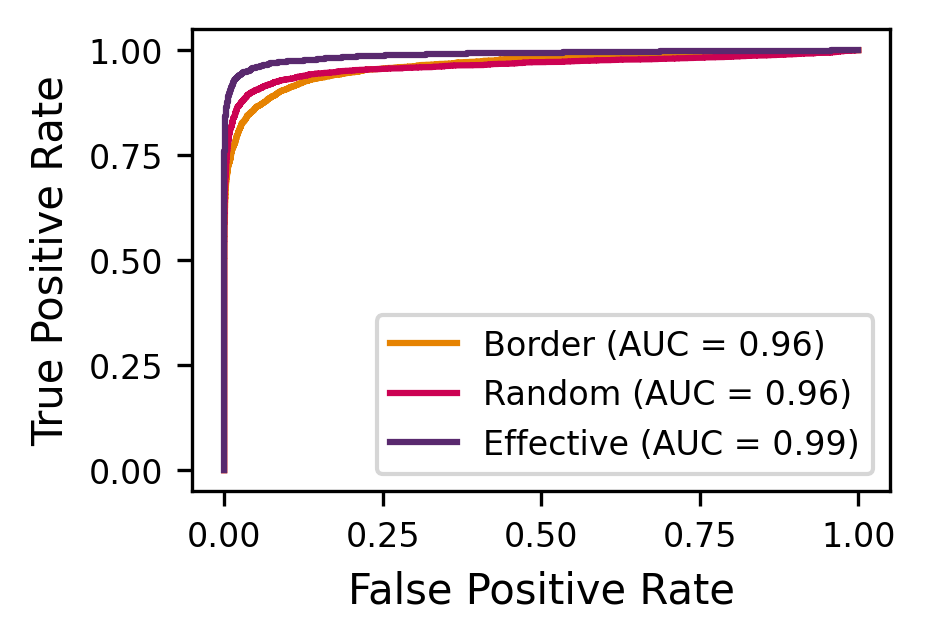 1.00
0.75
0.50
0.25
0.00
True Positive Rate
Border (AUC = 0.96)
Random (AUC = 0.96)
Effective (AUC = 0.99)
0.00 0.25 0.50 0.75 1.00
False Positive Rate